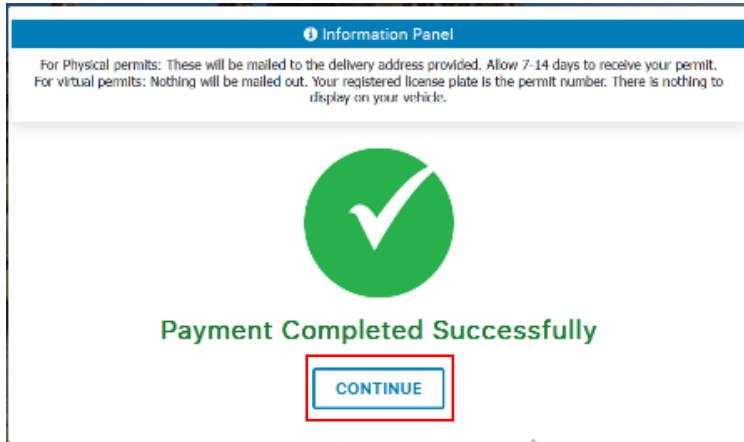 Information Panel
For Physical permits: These will be mailed to the delivery address provided. Allow 7-14 days to receive your permit.
For virtual permits: Nothing will be mailed out. Your registered license plate is the permit number. There is nothing to
display on your vehicle.
Payment Completed Successfully
CONTINUE